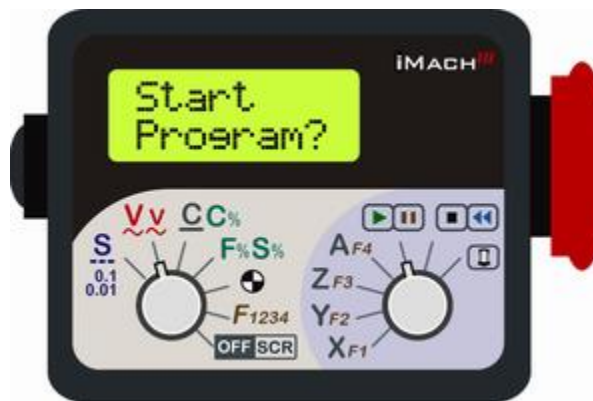 iMACH III
Start
Program?
V v C C%
S F% S%
0.1
0.01
F1234
OFF SCR
A F4
Z F3
Y F2
X F1